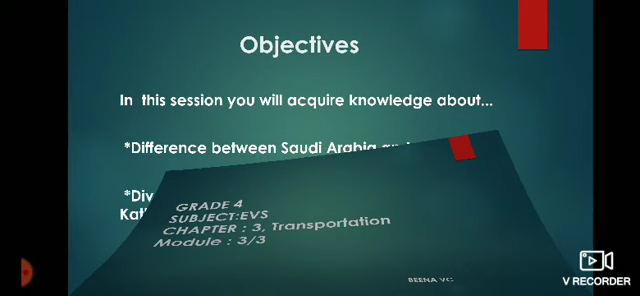 Objectives
In this session you will acquire knowledge about...
*Difference between Saudi Arabia and
GRADE 4
SUBJECT:EVS
CHAPTER : 3, Transportation
Module : 3/3
BEENA VC
V RECORDER